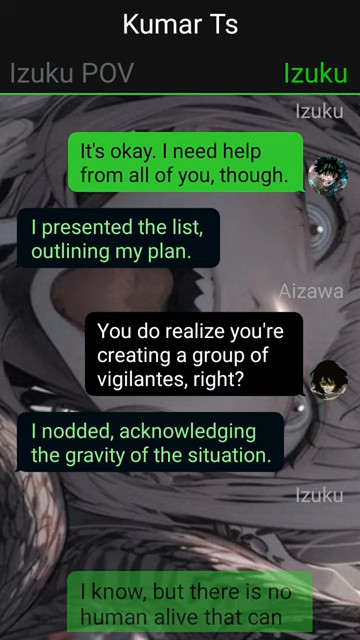 Kumar Ts
Izuku POV
Izuku
Izuku
It's okay. I need help
from all of you, though.
I presented the list,
outlining my plan.
Aizawa
You do realize you're
creating a group of
vigilantes, right?
I nodded, acknowledging
the gravity of the situation.
Izuku
I know, but there is no
human alive that can